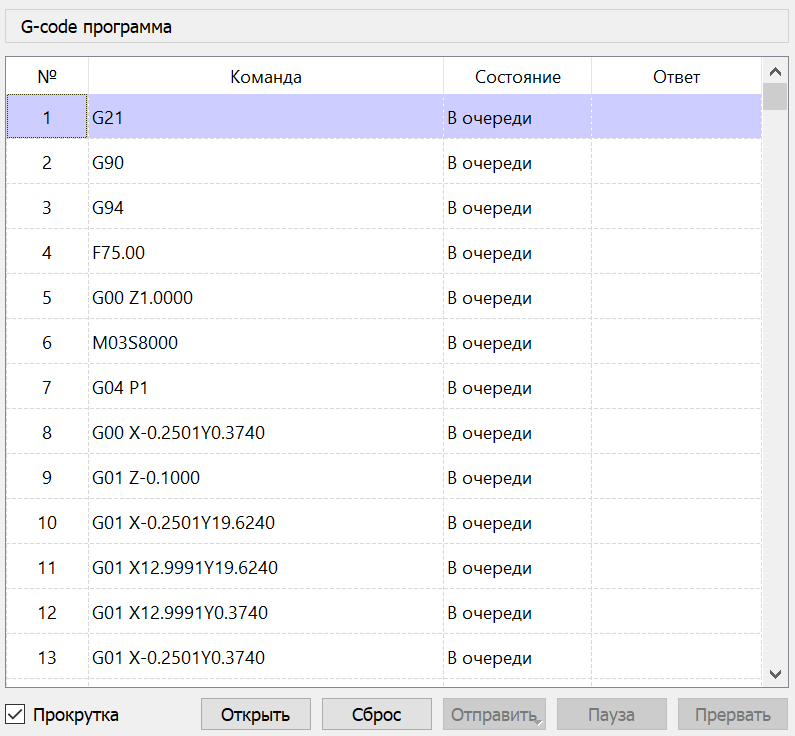 G-code программа
№ Команда Состояние Ответ
1 G21 В очереди
2 G90 В очереди
3 G94 В очереди
4 F75.00 В очереди
5 G00 Z1.0000 В очереди
6 M03S8000 В очереди
7 G04 P1 В очереди
8 G00 X-0.2501Y0.3740 В очереди
9 G01 Z-0.1000 В очереди
10 G01 X-0.2501Y19.6240 В очереди
11 G01 X12.9991Y19.6240 В очереди
12 G01 X12.9991Y0.3740 В очереди
13 G01 X-0.2501Y0.3740 В очереди
Прокрутка Открыть Сброс Отправить Пауза Прервать